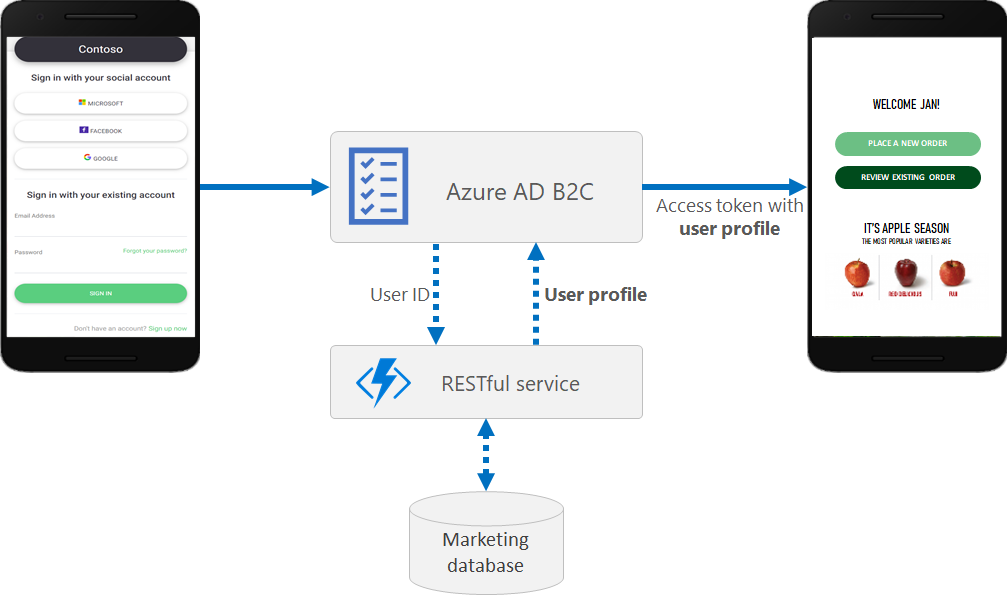 Contoso
Sign in with your social account
MICROSOFT
FACEBOOK
GOOGLE
Sign in with your existing account
Email Address
Password
Forgot your password?
SIGN IN
Don't have an account? Sign up now
Azure AD B2C
User ID
User profile
RESTful service
Marketing
database
Access token with
user profile
WELCOME JAN!
PLACE A NEW ORDER
REVIEW EXISTING ORDER
IT'S APPLE SEASON
THE MOST POPULAR VARIETIES ARE
GALA
RED DELICIOUS
FUJI